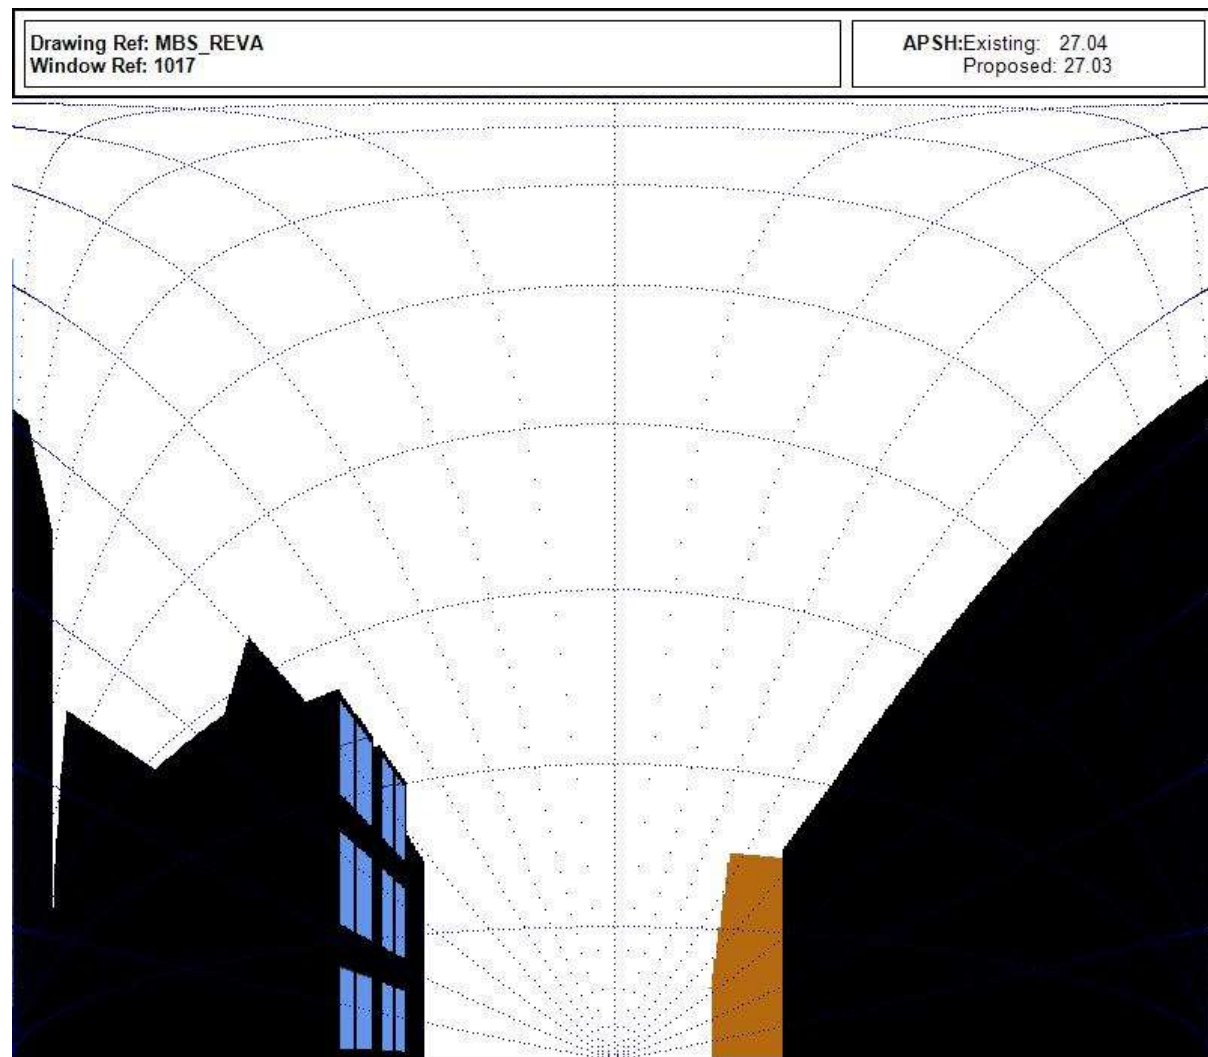 Drawing Ref: MBS_REVA
Window Ref: 1017
APSH:Existing: 27.04
Proposed: 27.03